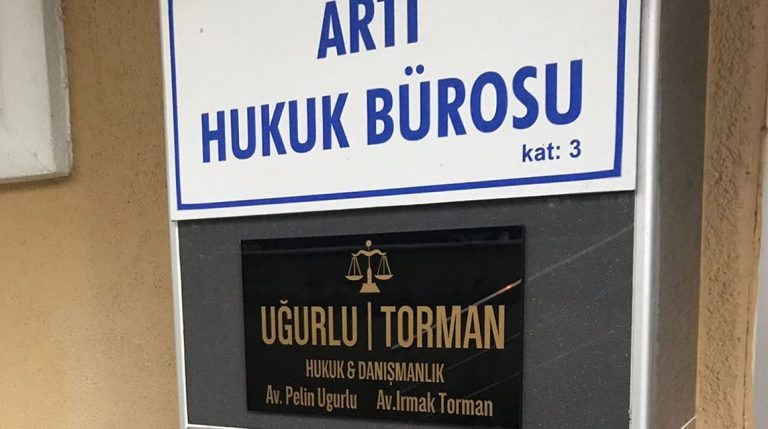 ARTI
HUKUK BÜROSU
kat: 3
UĞURLU | TORMAN
HUKUK & DANIŞMANLIK
Av. Pelin Ugurlu Av.Irmak Torman